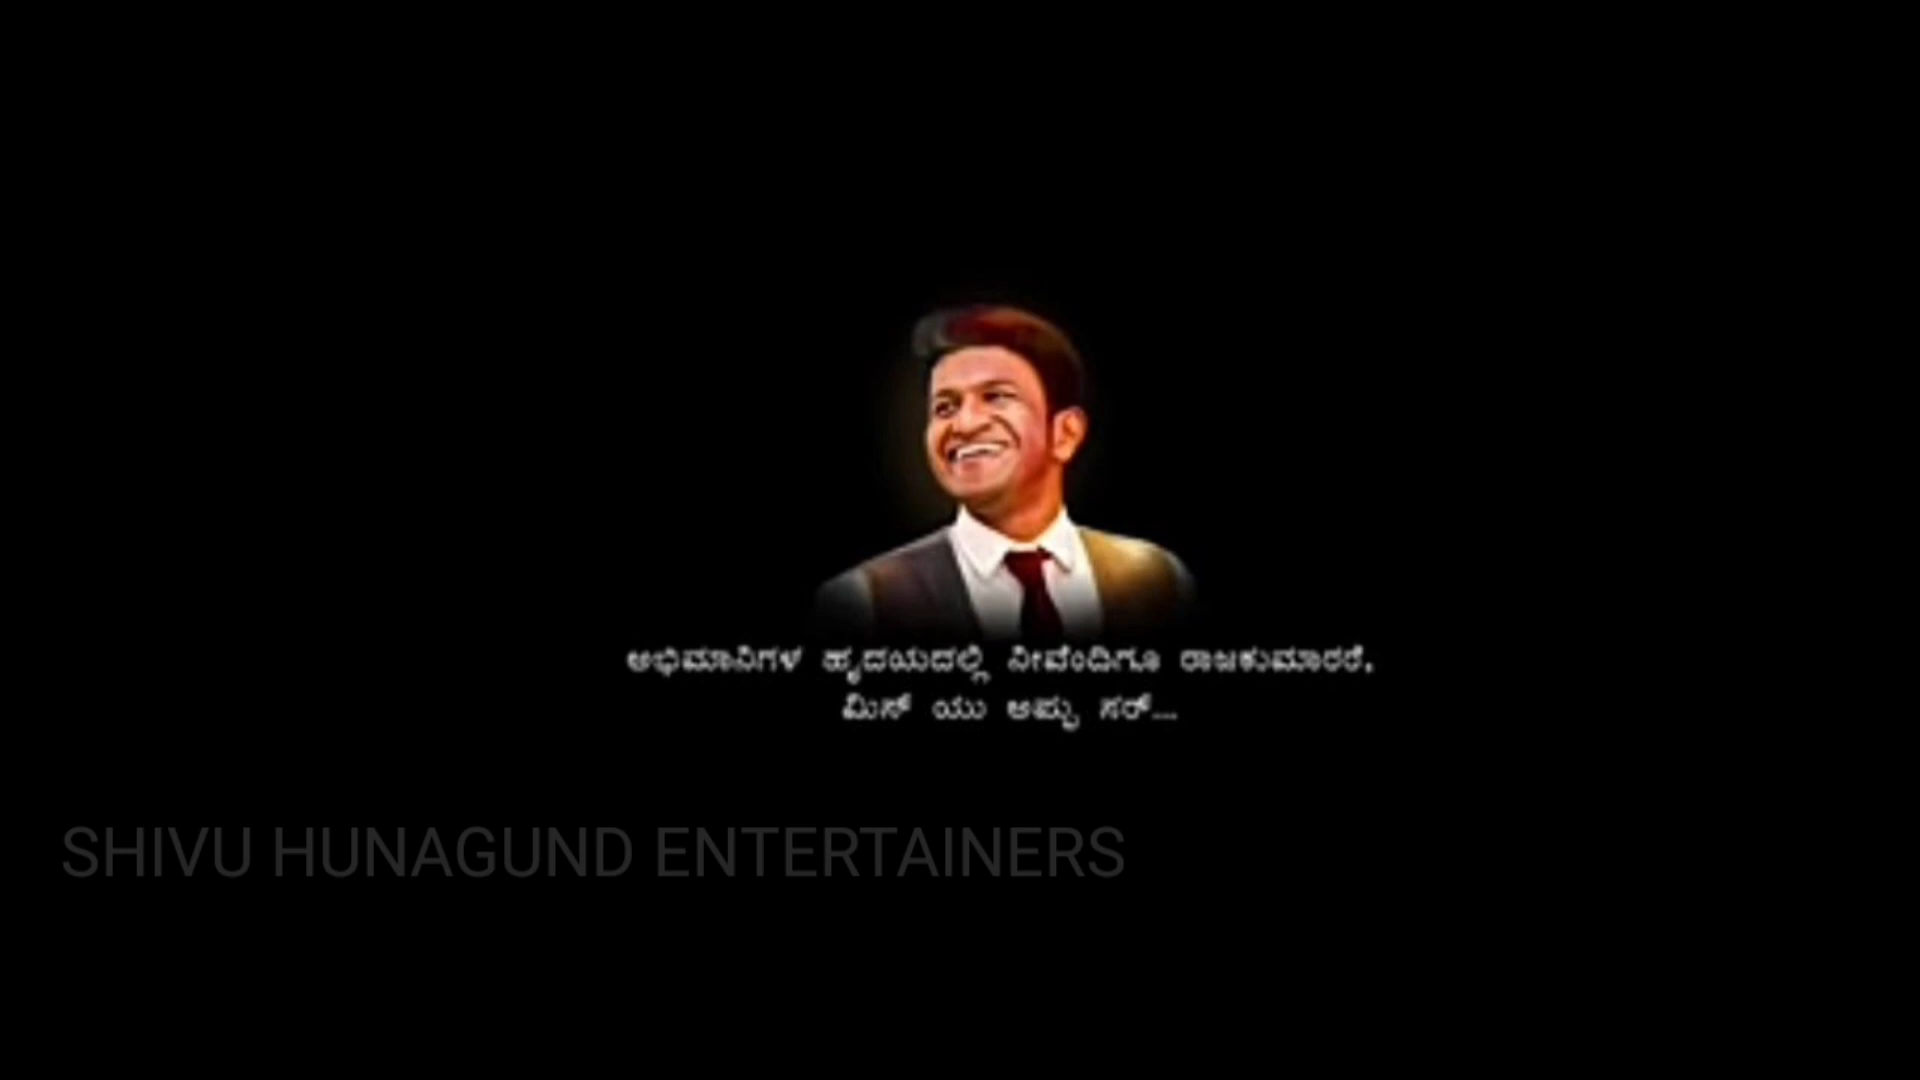 ಅಭಿಮಾನಿಗಳ ಹೃದಯದಲ್ಲಿ ನೀವೆಂದಿಗೂ ರಾಜಕುಮಾರರೆ.
ಮಿಸ್ ಯು ಅಪ್ಪು ಸರ್...
SHIVU HUNAGUND ENTERTAINERS